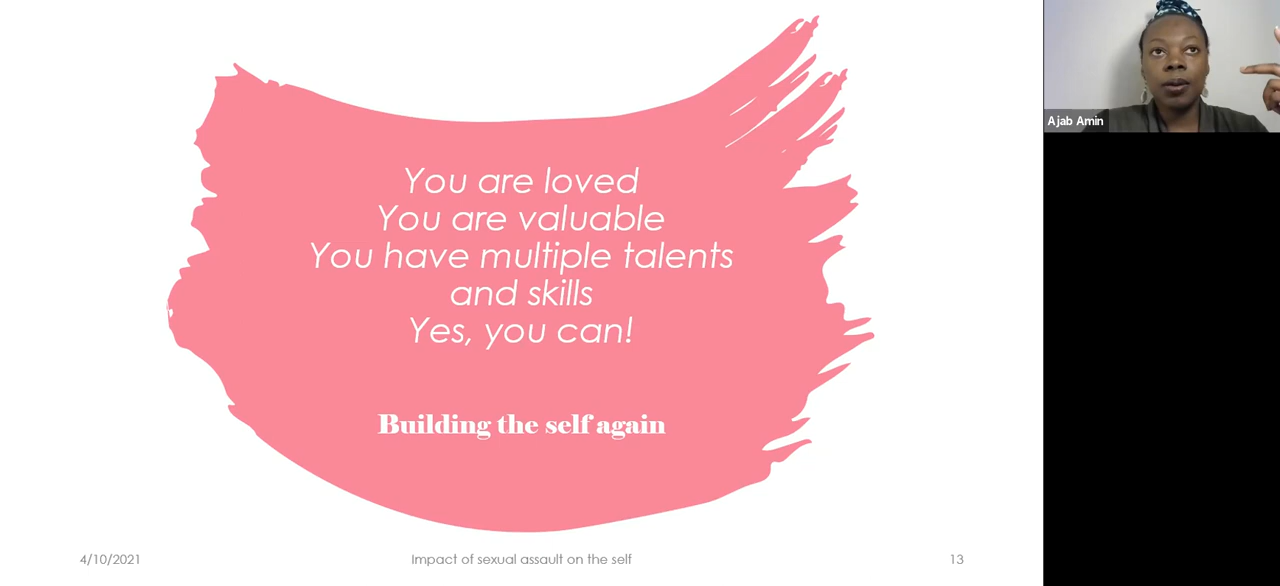 You are loved
You are valuable
You have multiple talents
and skills
Yes, you can!
Building the self again
4/10/2021
Impact of sexual assault on the self
13
Ajab Amin